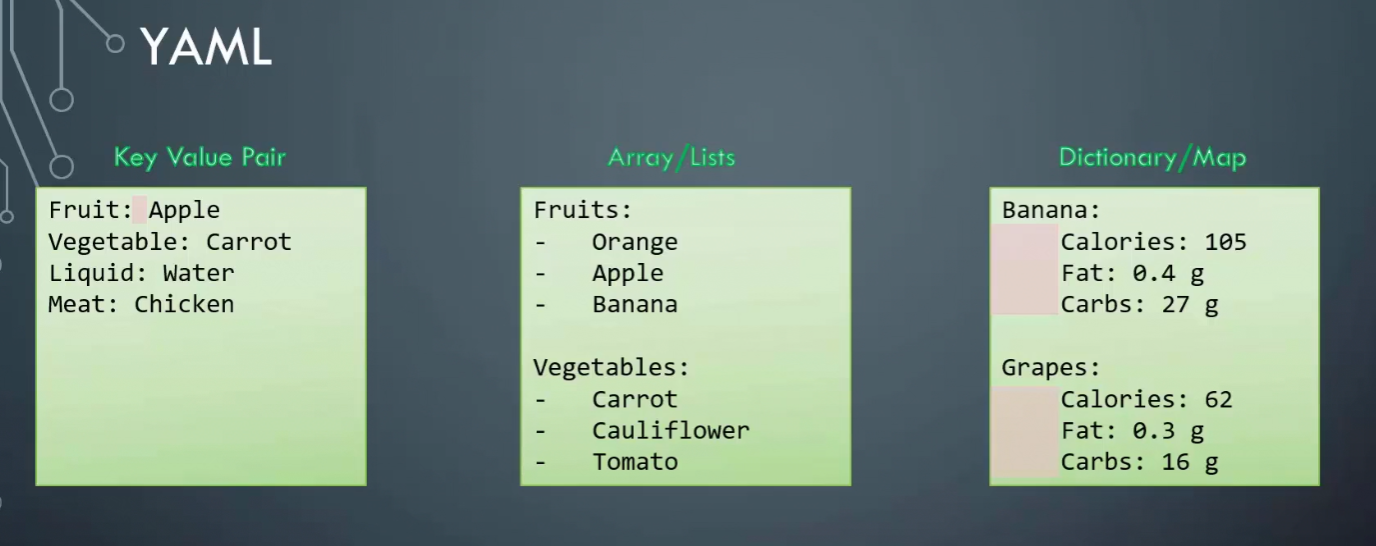 YAML
Key Value Pair
Fruit: Apple
Vegetable: Carrot
Liquid: Water
Meat: Chicken
Array/Lists
Fruits:
-   Orange
-   Apple
-   Banana
Vegetables:
-   Carrot
-   Cauliflower
-   Tomato
Dictionary/Map
Banana:
    Calories: 105
    Fat: 0.4 g
    Carbs: 27 g
Grapes:
    Calories: 62
    Fat: 0.3 g
    Carbs: 16 g